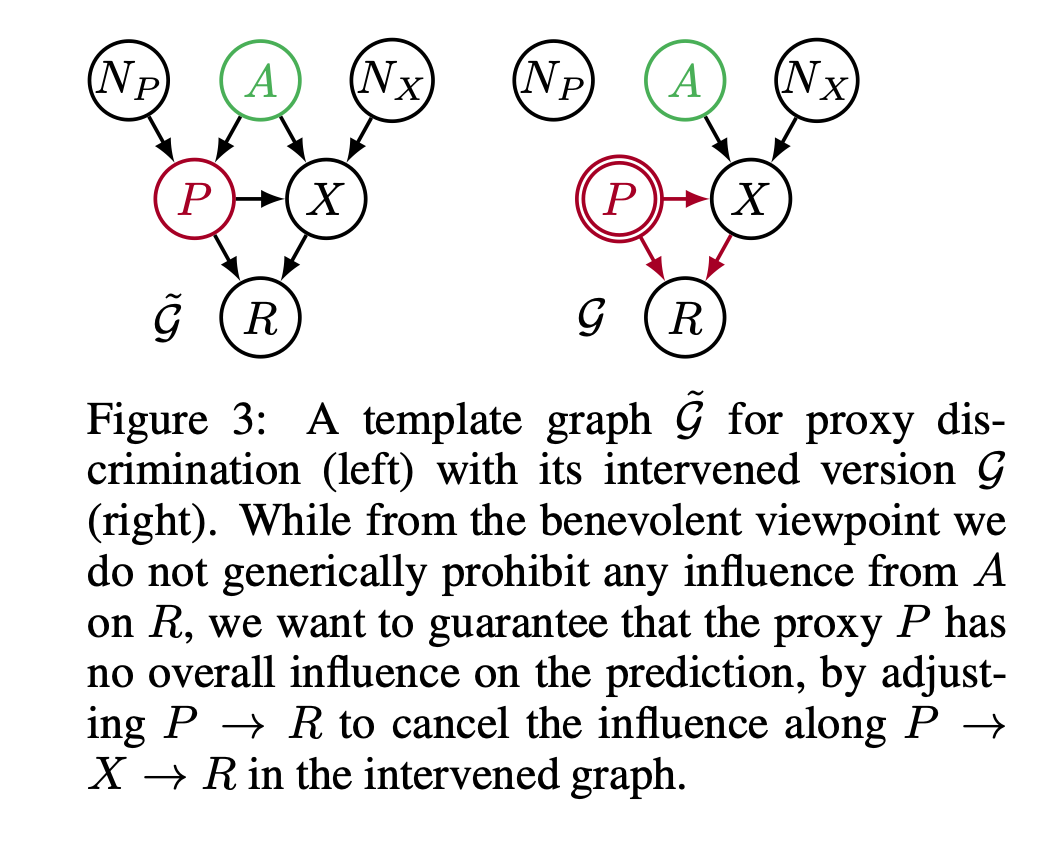 N_P A N_X N_P A N_X
P X P X
G̃ R G R
Figure 3: A template graph G̃ for proxy dis-
crimination (left) with its intervened version G
(right). While from the benevolent viewpoint we
do not generically prohibit any influence from A
on R, we want to guarantee that the proxy P has
no overall influence on the prediction, by adjust-
ing P → R to cancel the influence along P →
X → R in the intervened graph.